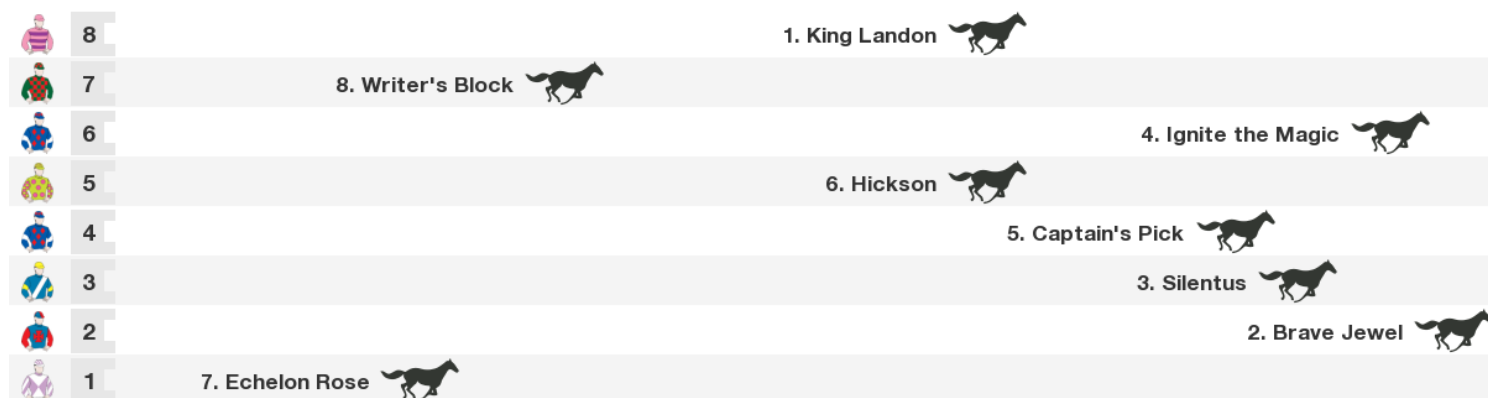 8 1. King Landon
7 8. Writer's Block
6 4. Ignite the Magic
5 6. Hickson
4 5. Captain's Pick
3 3. Silentus
2 2. Brave Jewel
1 7. Echelon Rose